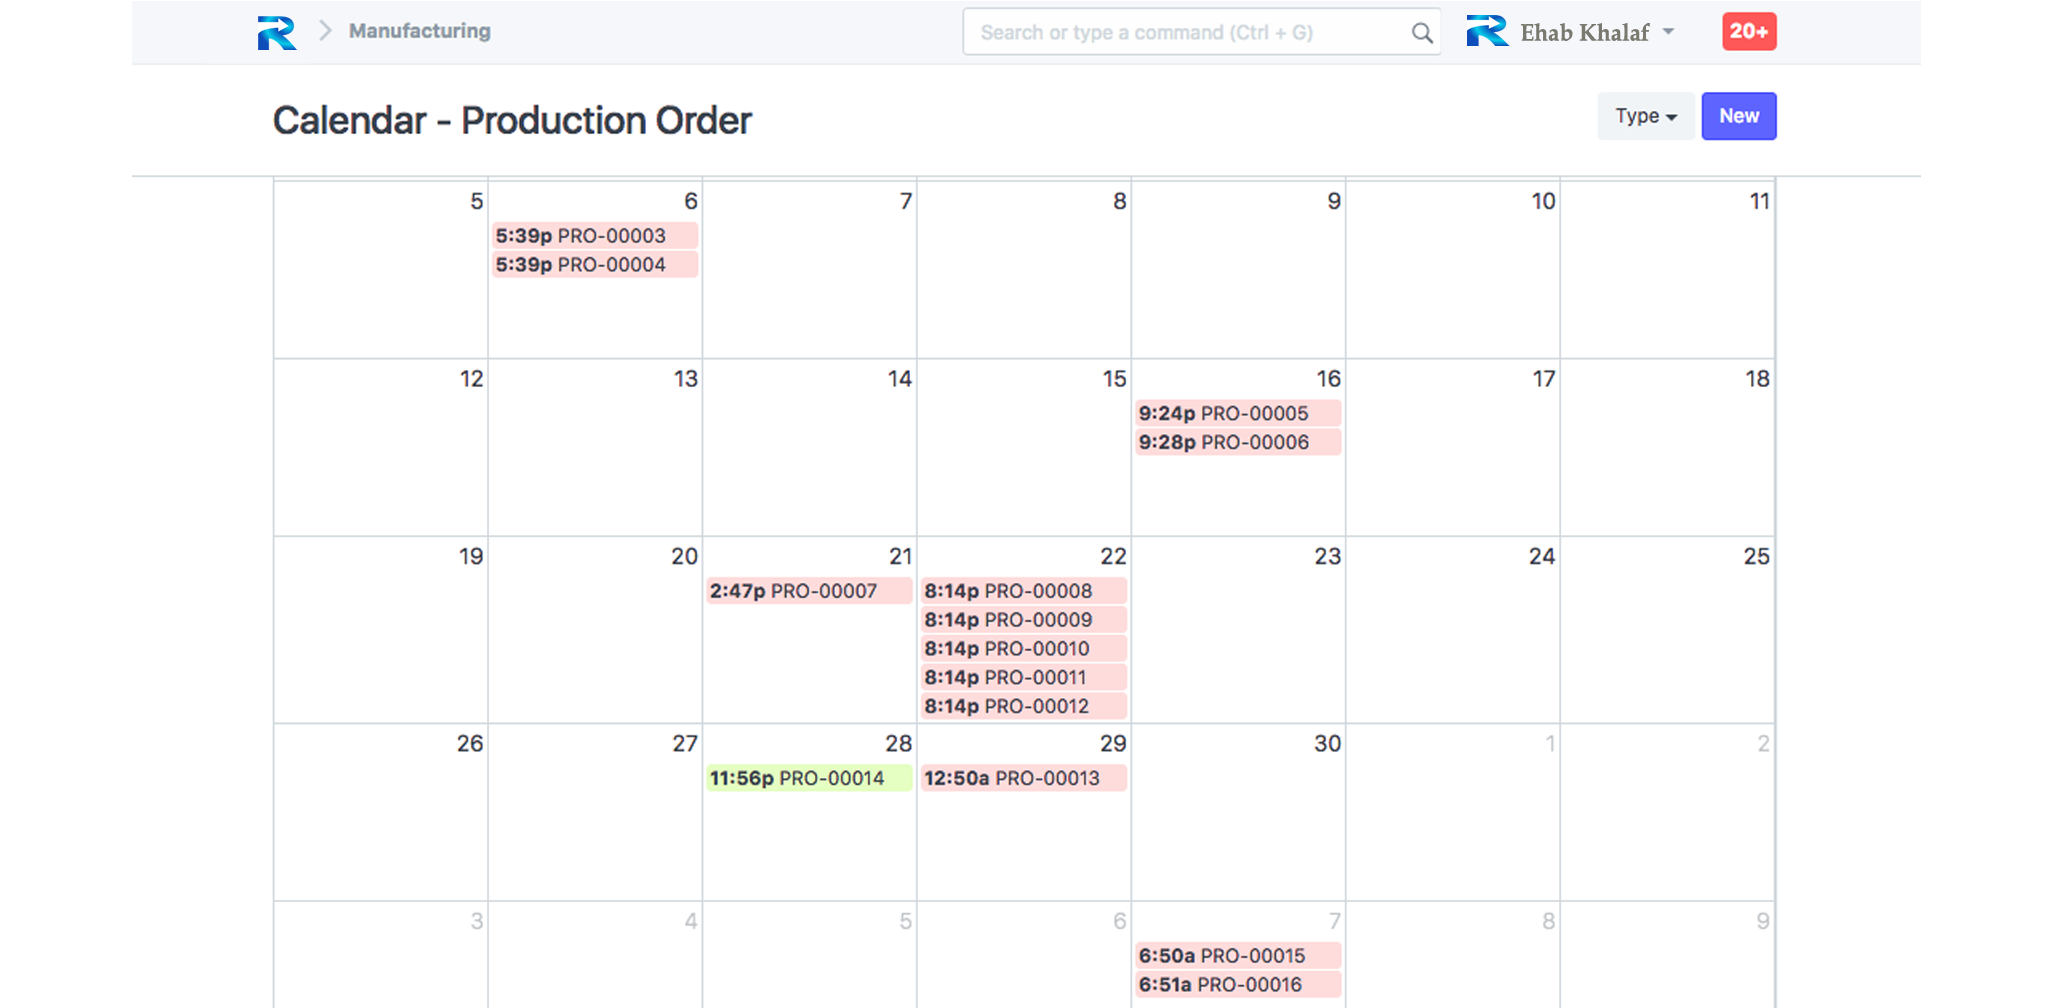 Manufacturing
Search or type a command (Ctrl + G)
Ehab Khalaf
20+
Calendar - Production Order
Type
New
5 6 7 8 9 10 11
5:39p PRO-00003
5:39p PRO-00004
12 13 14 15 16 17 18
9:24p PRO-00005
9:28p PRO-00006
19 20 21 22 23 24 25
2:47p PRO-00007 8:14p PRO-00008
8:14p PRO-00009
8:14p PRO-00010
8:14p PRO-00011
8:14p PRO-00012
26 27 28 29 30 1 2
11:56p PRO-00014 12:50a PRO-00013
3 4 5 6 7 8 9
6:50a PRO-00015
6:51a PRO-00016